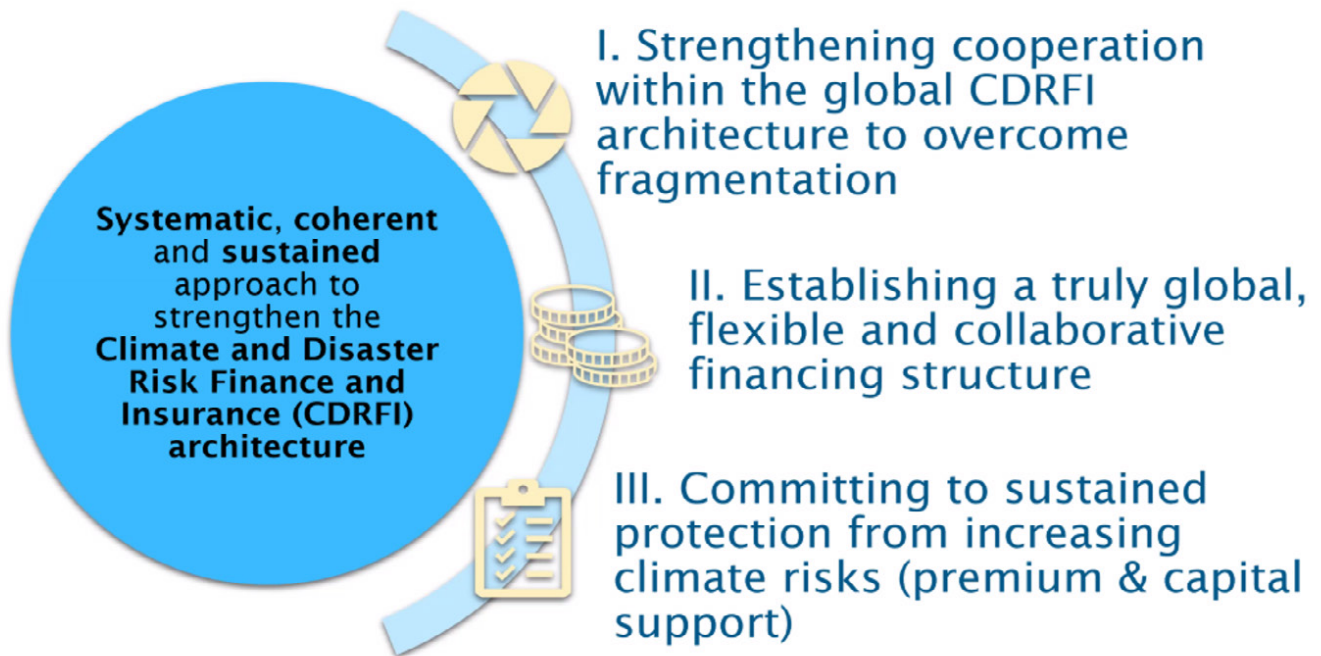 Systematic, coherent
and sustained
approach to
strengthen the
Climate and Disaster
Risk Finance and
Insurance (CDRFI)
architecture
I. Strengthening cooperation
within the global CDRFI
architecture to overcome
fragmentation
II. Establishing a truly global,
flexible and collaborative
financing structure
III. Committing to sustained
protection from increasing
climate risks (premium & capital
support)